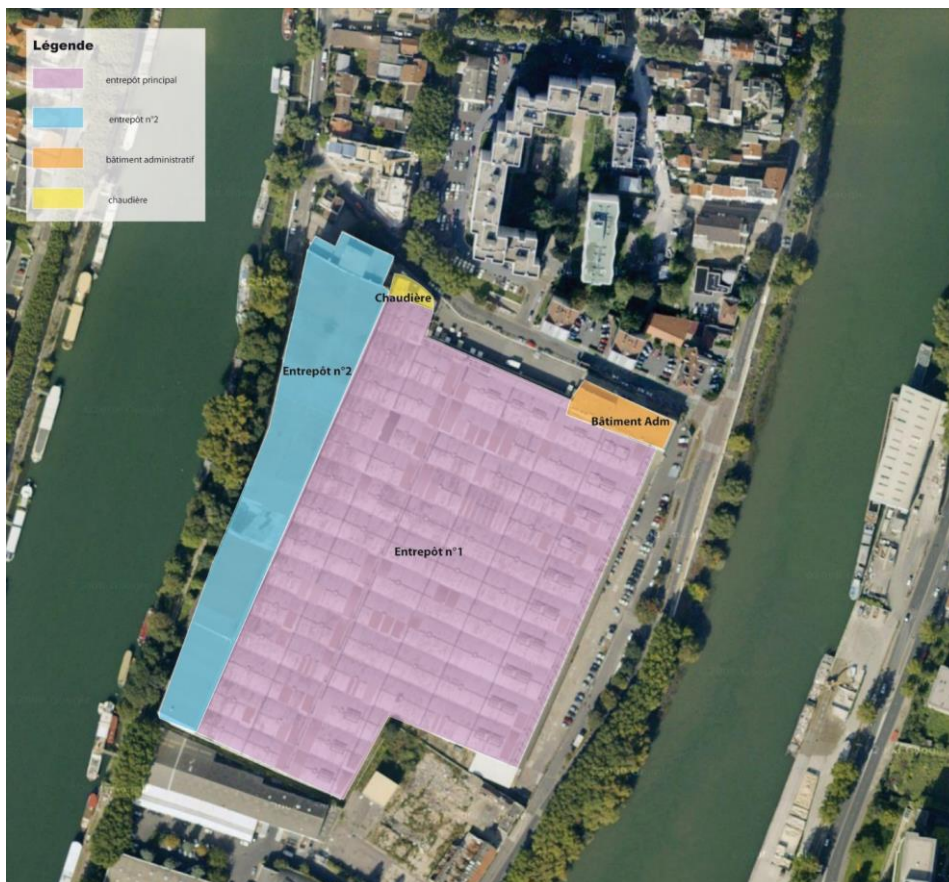 Légende
entrepôt principal
entrepôt n°2
bâtiment administratif
chaudière
Chaudière
Entrepôt n°2
Bâtiment Adm
Entrepôt n°1